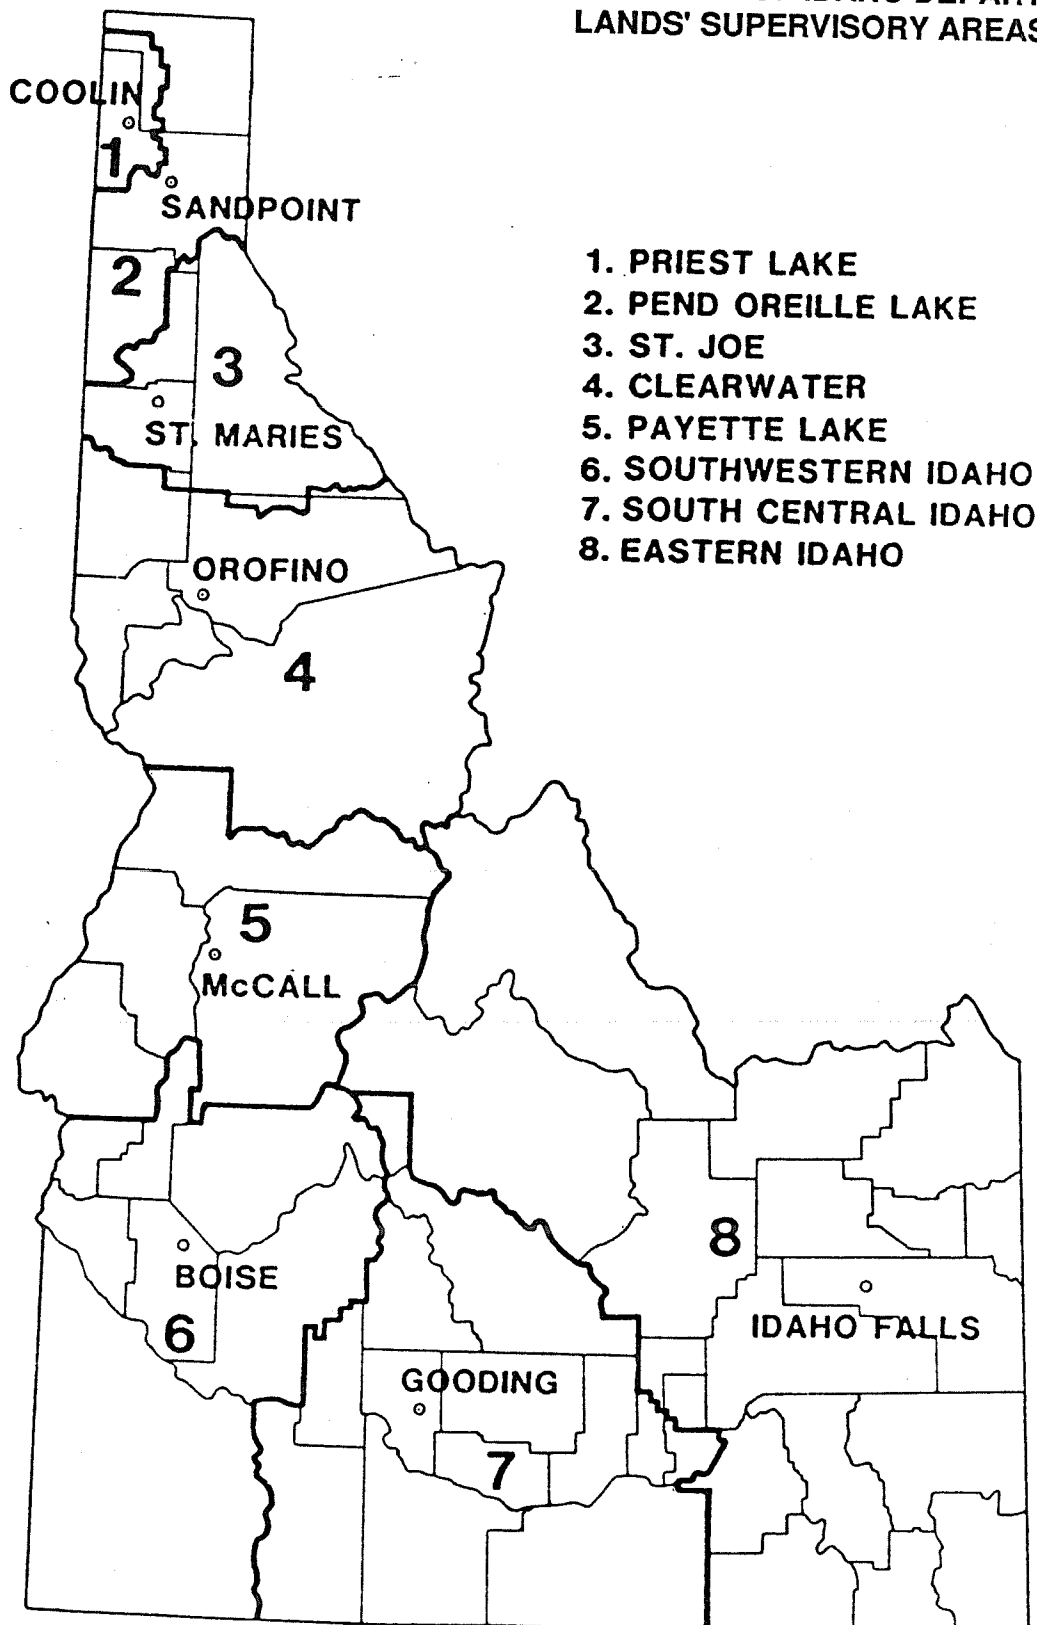 LANDS' SUPERVISORY AREAS
COOLIN
1
SANDPOINT
2
1. PRIEST LAKE
2. PEND OREILLE LAKE
3. ST. JOE
4. CLEARWATER
5. PAYETTE LAKE
6. SOUTHWESTERN IDAHO
7. SOUTH CENTRAL IDAHO
8. EASTERN IDAHO
3
ST. MARIES
OROFINO
4
5
McCALL
8
BOISE
6
IDAHO FALLS
GOODING
7